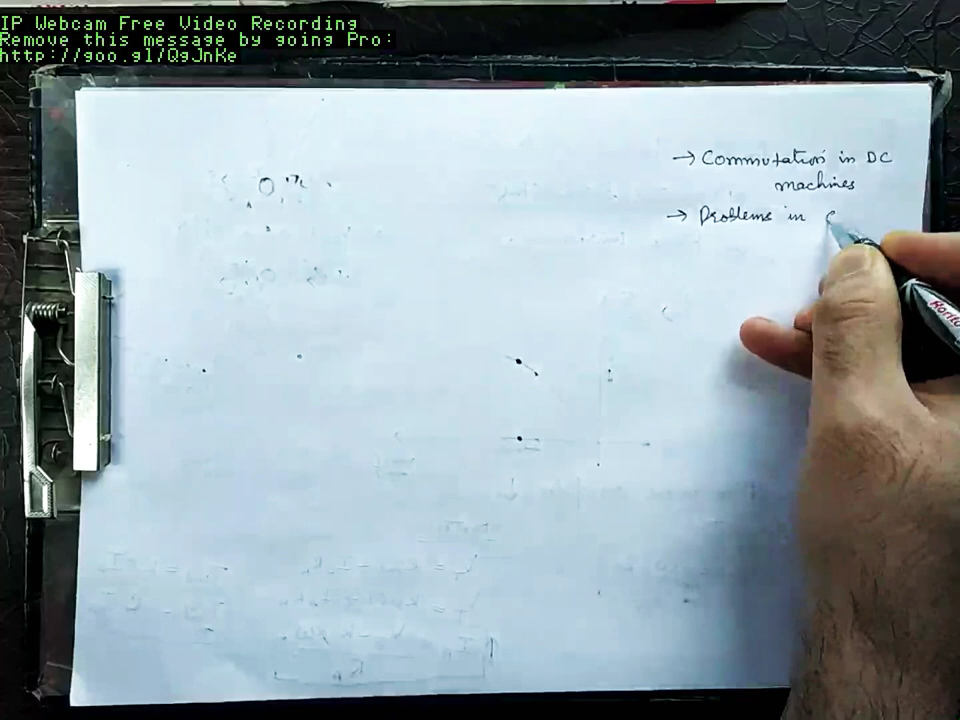 IP Webcam Free Video Recording
Remove this message by going Pro:
http://goo.gl/QgJnKe
→ Commutation in DC
machines
→ Problems in